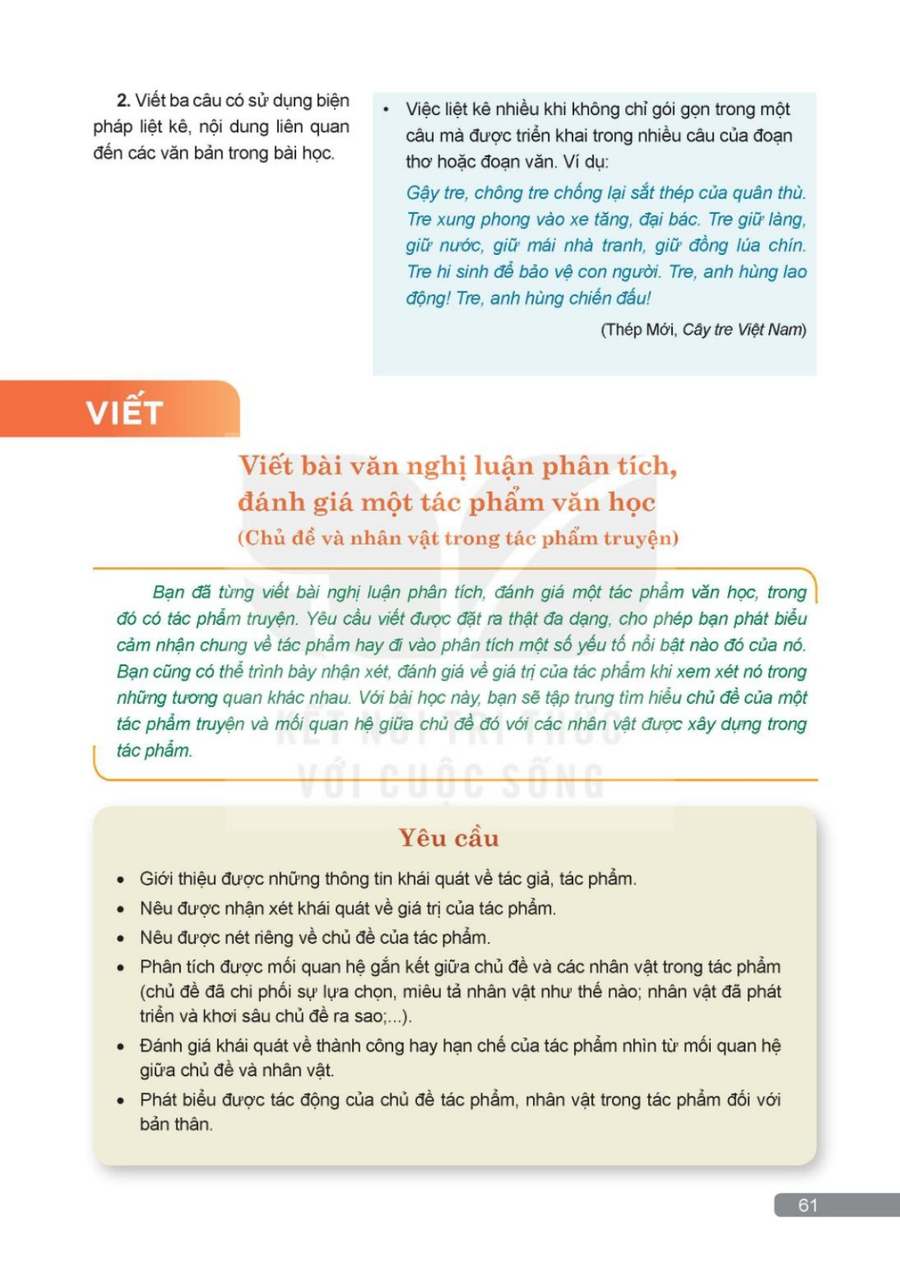 2. Viết ba câu có sử dụng biện
pháp liệt kê, nội dung liên quan
đến các văn bản trong bài học.
• Việc liệt kê nhiều khi không chỉ gói gọn trong một
câu mà được triển khai trong nhiều câu của đoạn
thơ hoặc đoạn văn. Ví dụ:
Gậy tre, chông tre chống lại sắt thép của quân thù.
Tre xung phong vào xe tăng, đại bác. Tre giữ làng,
giữ nước, giữ mái nhà tranh, giữ đồng lúa chín.
Tre hi sinh để bảo vệ con người. Tre, anh hùng lao
động! Tre, anh hùng chiến đấu!
(Thép Mới, Cây tre Việt Nam)
VIẾT
Viết bài văn nghị luận phân tích,
đánh giá một tác phẩm văn học
(Chủ đề và nhân vật trong tác phẩm truyện)
Bạn đã từng viết bài nghị luận phân tích, đánh giá một tác phẩm văn học, trong
đó có tác phẩm truyện. Yêu cầu viết được đặt ra thật đa dạng, cho phép bạn phát biểu
cảm nhận chung về tác phẩm hay đi vào phân tích một số yếu tố nổi bật nào đó của nó.
Bạn cũng có thể trình bày nhận xét, đánh giá về giá trị của tác phẩm khi xem xét nó trong
những tương quan khác nhau. Với bài học này, bạn sẽ tập trung tìm hiểu chủ đề của một
tác phẩm truyện và mối quan hệ giữa chủ đề đó với các nhân vật được xây dựng trong
tác phẩm.
KẾT NỐI TRI THỨC
VỚI CUỘC SỐNG
Yêu cầu
• Giới thiệu được những thông tin khái quát về tác giả, tác phẩm.
• Nêu được nhận xét khái quát về giá trị của tác phẩm.
• Nêu được nét riêng về chủ đề của tác phẩm.
• Phân tích được mối quan hệ gắn kết giữa chủ đề và các nhân vật trong tác phẩm
(chủ đề đã chi phối sự lựa chọn, miêu tả nhân vật như thế nào; nhân vật đã phát
triển và khơi sâu chủ đề ra sao;...).
• Đánh giá khái quát về thành công hay hạn chế của tác phẩm nhìn từ mối quan hệ
giữa chủ đề và nhân vật.
• Phát biểu được tác động của chủ đề tác phẩm, nhân vật trong tác phẩm đối với
bản thân.
61